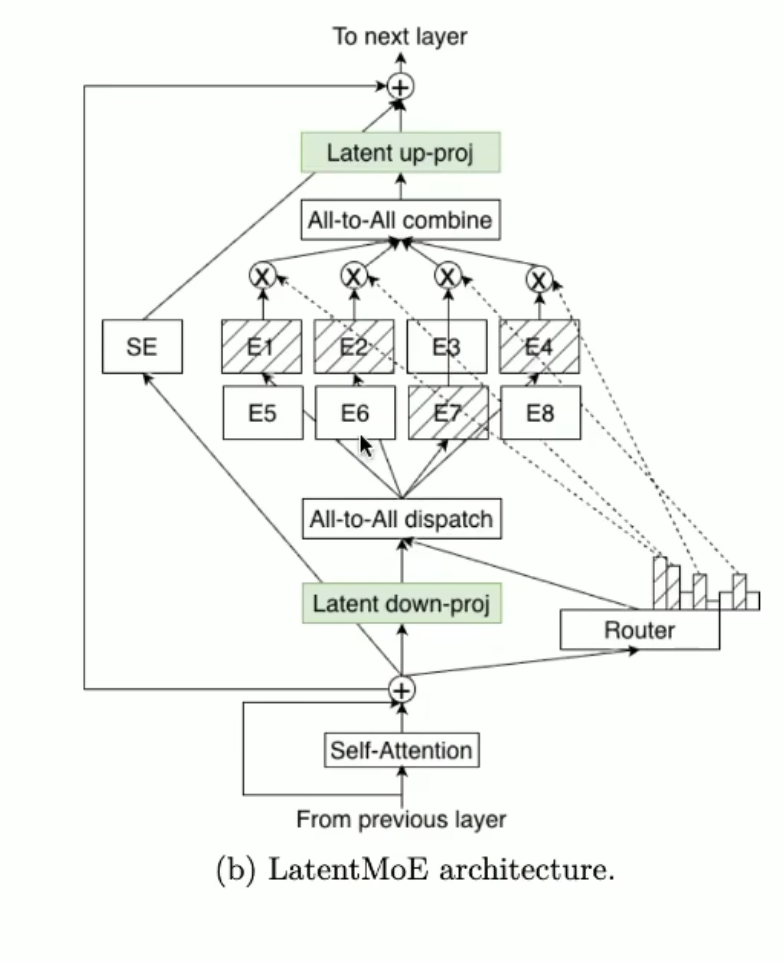 To next layer
+
Latent up-proj
All-to-All combine
X X X X
SE E1 E2 E3 E4
E5 E6 E7 E8
All-to-All dispatch
Latent down-proj
Router
+
Self-Attention
From previous layer
(b) LatentMoE architecture.